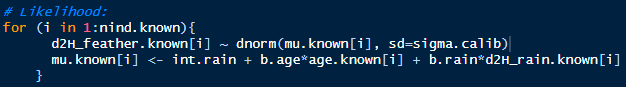 # Likelihood:
for (i in 1:nind.known){
d2H_feather.known[i] ~ dnorm(mu.known[i], sd=sigma.calib)
mu.known[i] <- int.rain + b.age*age.known[i] + b.rain*d2H_rain.known[i]
}